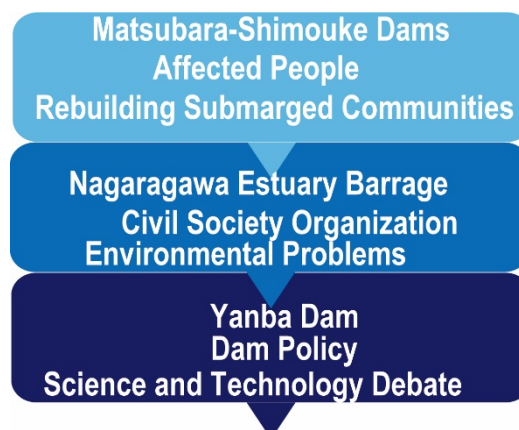 Matsubara-Shimouke Dams
Affected People
Rebuilding Submarged Communities
Nagaragawa Estuary Barrage
Civil Society Organization
Environmental Problems
Yanba Dam
Dam Policy
Science and Technology Debate